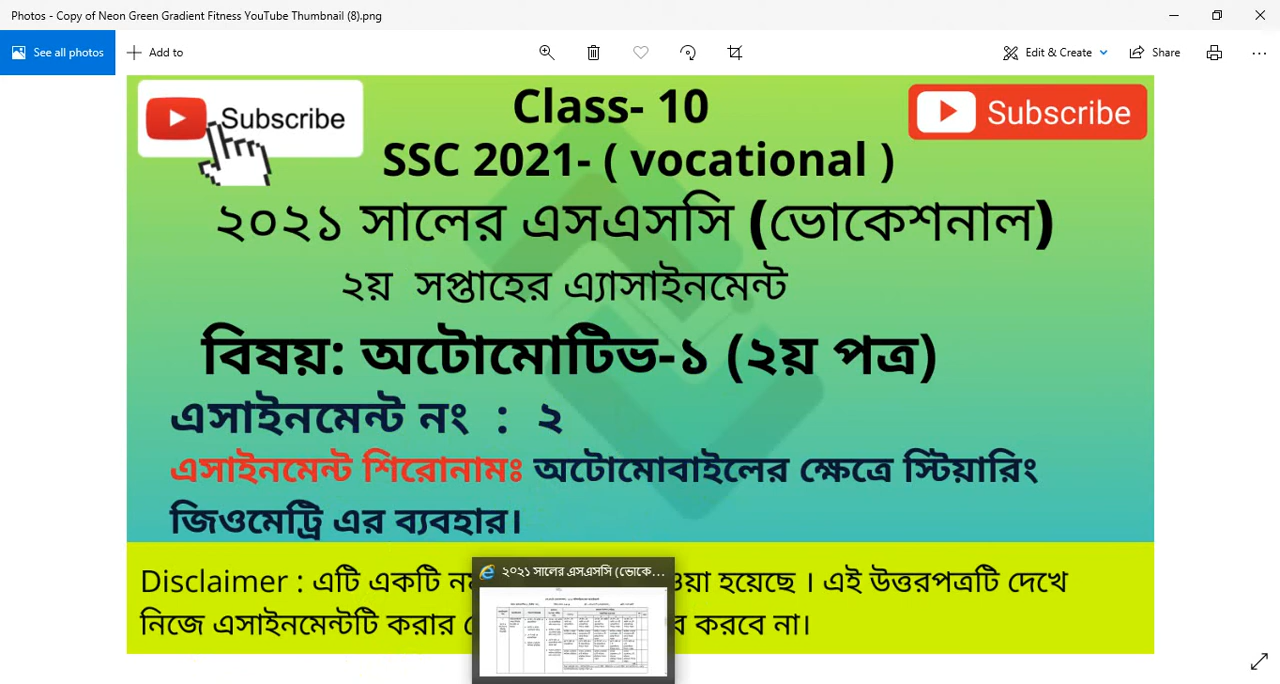 Photos - Copy of Neon Green Gradient Fitness YouTube Thumbnail (8).png
See all photos
Add to
Edit & Create
Share
Subscribe
Class- 10
Subscribe
SSC 2021- ( vocational )
২০২১ সালের এসএসসি (ভোকেশনাল)
২য় সপ্তাহের এ্যাসাইনমেন্ট
বিষয়: অটোমোটিভ-১ (২য় পত্র)
এসাইনমেন্ট নং : ২
এসাইনমেন্ট শিরোনামঃ অটোমোবাইলের ক্ষেত্রে স্টিয়ারিং
জিওমেট্রি এর ব্যবহার।
Disclaimer : এটি একটি হয়েছে । এই উত্তরপত্রটি দেখে
নিজে এসাইনমেন্টটি করার করবে না।
২০২১ সালের এসএসসি (ভোকে...